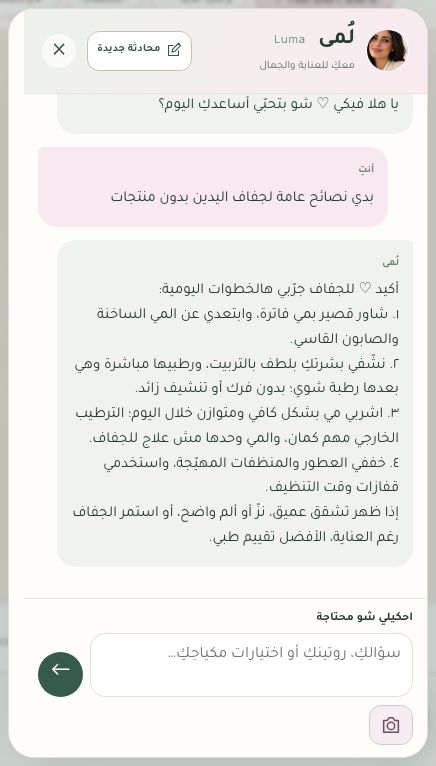 لُمى Luma
معكِ للعناية والجمال
محادثة جديدة
يا هلا فيكي ♡ شو بتحبّي أساعدكِ اليوم؟
أنتِ
بدي نصائح عامة لجفاف اليدين بدون منتجات
لُمى
أكيد ♡ للجفاف جرّبي هالخطوات اليومية:
١. شاور قصير بمي فاترة، وابتعدي عن المي الساخنة
والصابون القاسي.
٢. نشّفي بشرتكِ بلطف بالتربيت، ورطبيها مباشرة وهي
بعدها رطبة شوي؛ بدون فرك أو تنشيف زائد.
٣. اشربي مي بشكل كافي ومتوازن خلال اليوم؛ الترطيب
الخارجي مهم كمان، والمي وحدها مش علاج للجفاف.
٤. خففي العطور والمنظفات المهيّجة، واستخدمي
قفازات وقت التنظيف.
إذا ظهر تشقق عميق، نزّ أو ألم واضح، أو استمر الجفاف
رغم العناية، الأفضل تقييم طبي.
احكيلي شو محتاجة
سؤالكِ، روتينكِ أو اختيارات مكياجكِ…